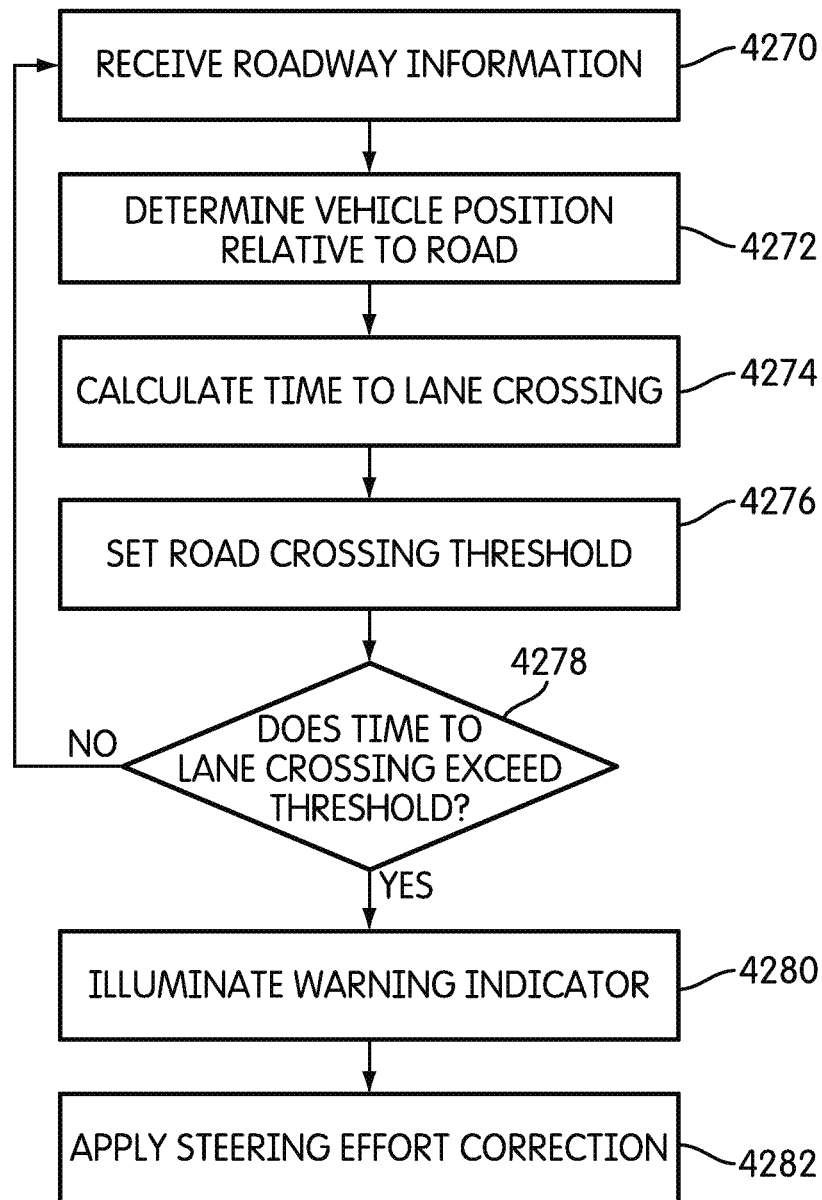 RECEIVE ROADWAY INFORMATION
4270
DETERMINE VEHICLE POSITION
RELATIVE TO ROAD
4272
CALCULATE TIME TO LANE CROSSING
4274
SET ROAD CROSSING THRESHOLD
4276
4278
DOES TIME TO
LANE CROSSING EXCEED
THRESHOLD?
NO
YES
ILLUMINATE WARNING INDICATOR
4280
APPLY STEERING EFFORT CORRECTION
4282